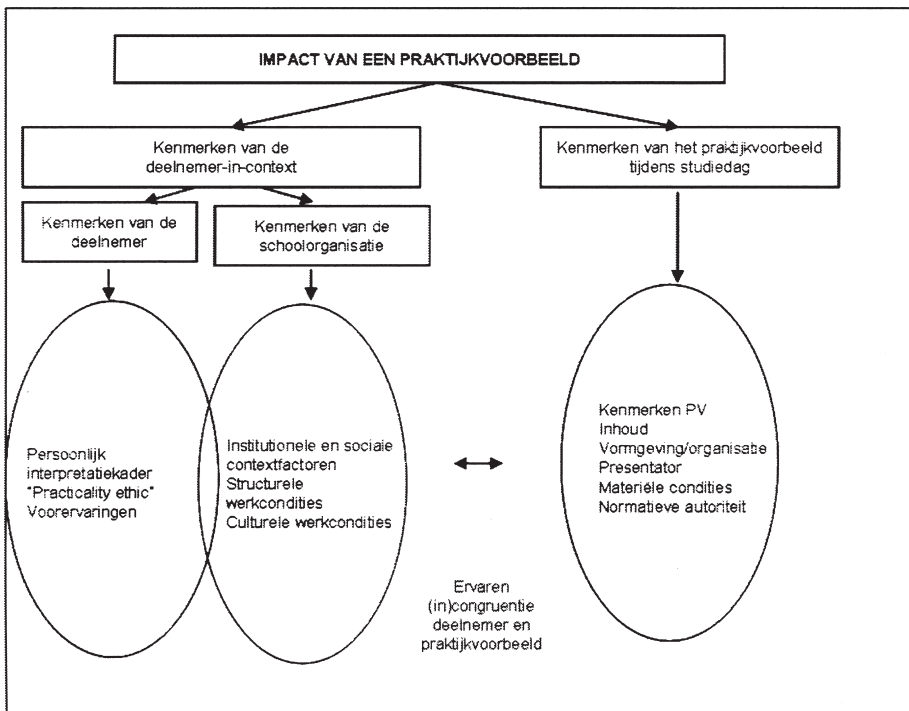 IMPACT VAN EEN PRAKTIJKVOORBEELD
Kenmerken van de
deelnemer-in-context
Kenmerken van het praktijkvoorbeeld
tijdens studiedag
Kenmerken van de
deelnemer
Kenmerken van de
schoolorganisatie
Persoonlijk
interpretatiekader
"Practicality ethic"
Voorervaringen
Institutionele en sociale
contextfactoren
Structurele
werkcondities
Culturele werkcondities
Kenmerken PV
Inhoud
Vormgeving/organisatie
Presentator
Materiële condities
Normatieve autoriteit
Ervaren
(in)congruentie
deelnemer en
praktijkvoorbeeld